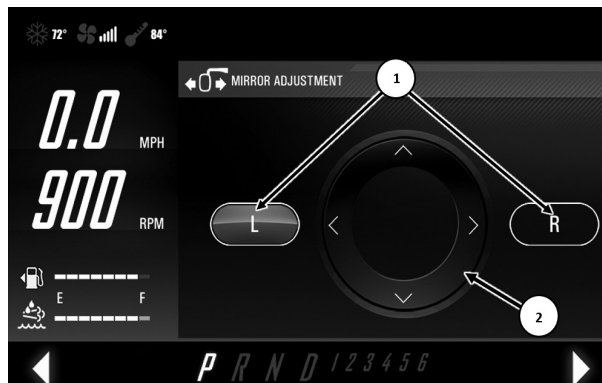 72° 84°
MIRROR ADJUSTMENT
1
0.0 MPH
900 RPM
L R
E F
2
P R N D 1 2 3 4 5 6